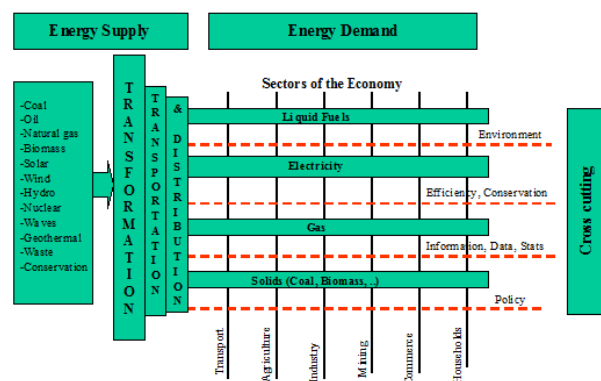 Energy Supply
Energy Demand
TRANSFORMATION
TRANSPORTATION
& DISTRIBUTION
-Coal
-Oil
-Natural gas
-Biomass
-Solar
-Wind
-Hydro
-Nuclear
-Waves
-Geothermal
-Waste
-Conservation
Sectors of the Economy
Liquid Fuels
Environment
Electricity
Efficiency, Conservation
Gas
Information, Data, Stats
Solids (Coal, Biomass, ..)
Policy
Transport
Agriculture
Industry
Mining
Commerce
Households
Cross cutting